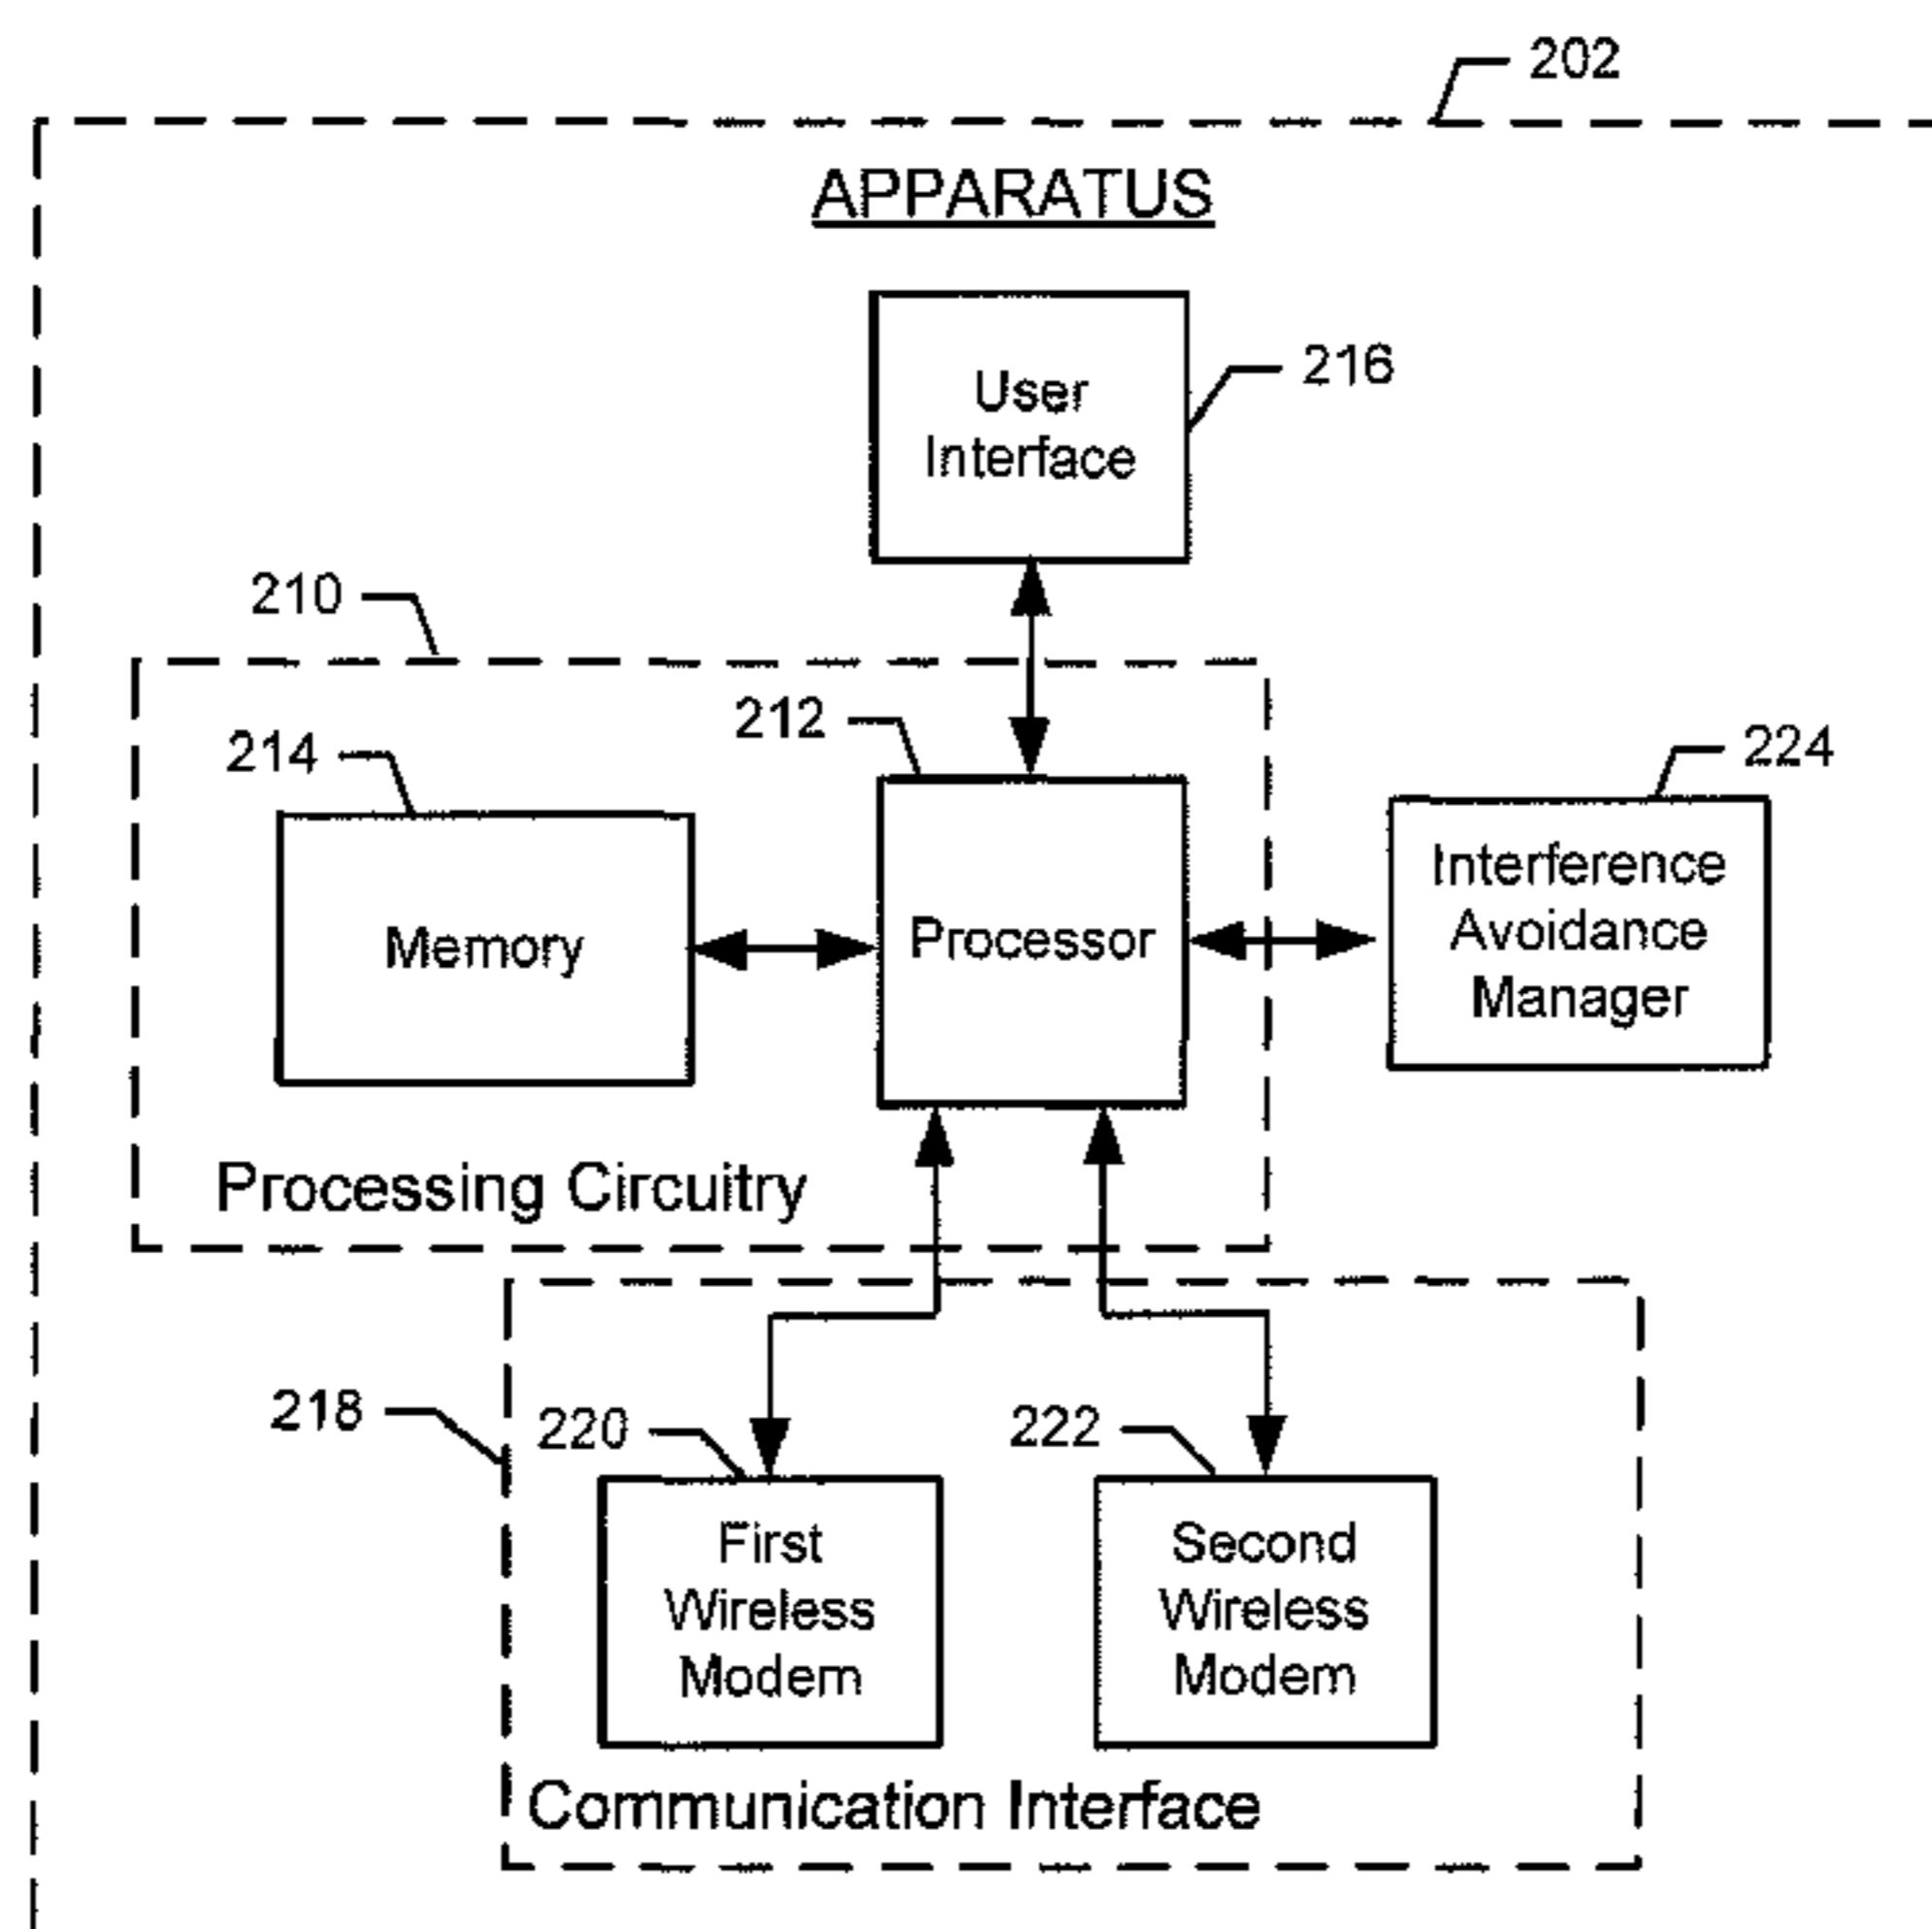 202
APPARATUS
User
Interface
216
210
212
214
224
Memory
Processor
Interference
Avoidance
Manager
Processing Circuitry
218
220
222
First
Wireless
Modem
Second
Wireless
Modem
Communication Interface